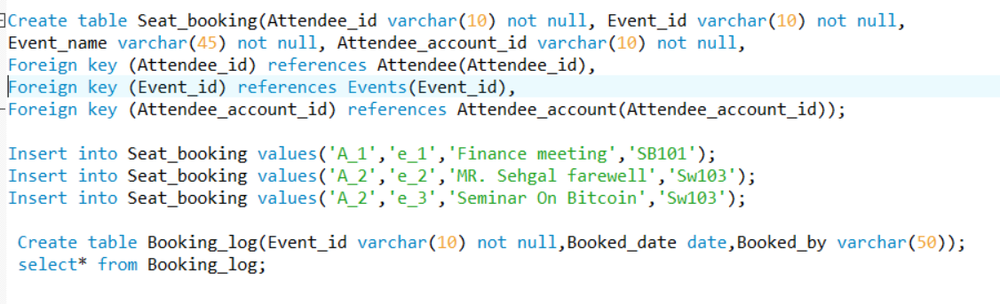 Create table Seat_booking(Attendee_id varchar(10) not null, Event_id varchar(10) not null,
Event_name varchar(45) not null, Attendee_account_id varchar(10) not null,
Foreign key (Attendee_id) references Attendee(Attendee_id),
Foreign key (Event_id) references Events(Event_id),
Foreign key (Attendee_account_id) references Attendee_account(Attendee_account_id));
Insert into Seat_booking values('A_1','e_1','Finance meeting','SB101');
Insert into Seat_booking values('A_2','e_2','MR. Sehgal farewell','Sw103');
Insert into Seat_booking values('A_2','e_3','Seminar On Bitcoin','Sw103');
Create table Booking_log(Event_id varchar(10) not null,Booked_date date,Booked_by varchar(50));
select* from Booking_log;